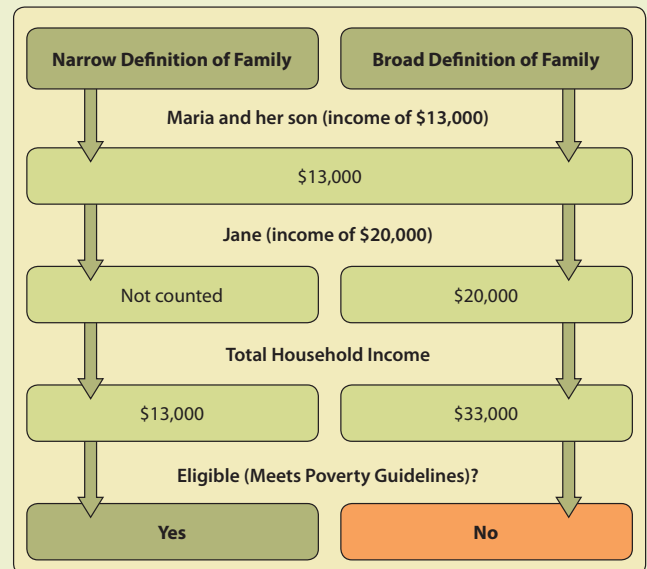 Narrow Definition of Family
Broad Definition of Family
Maria and her son (income of $13,000)
$13,000
Jane (income of $20,000)
Not counted
$20,000
Total Household Income
$13,000
$33,000
Eligible (Meets Poverty Guidelines)?
Yes
No